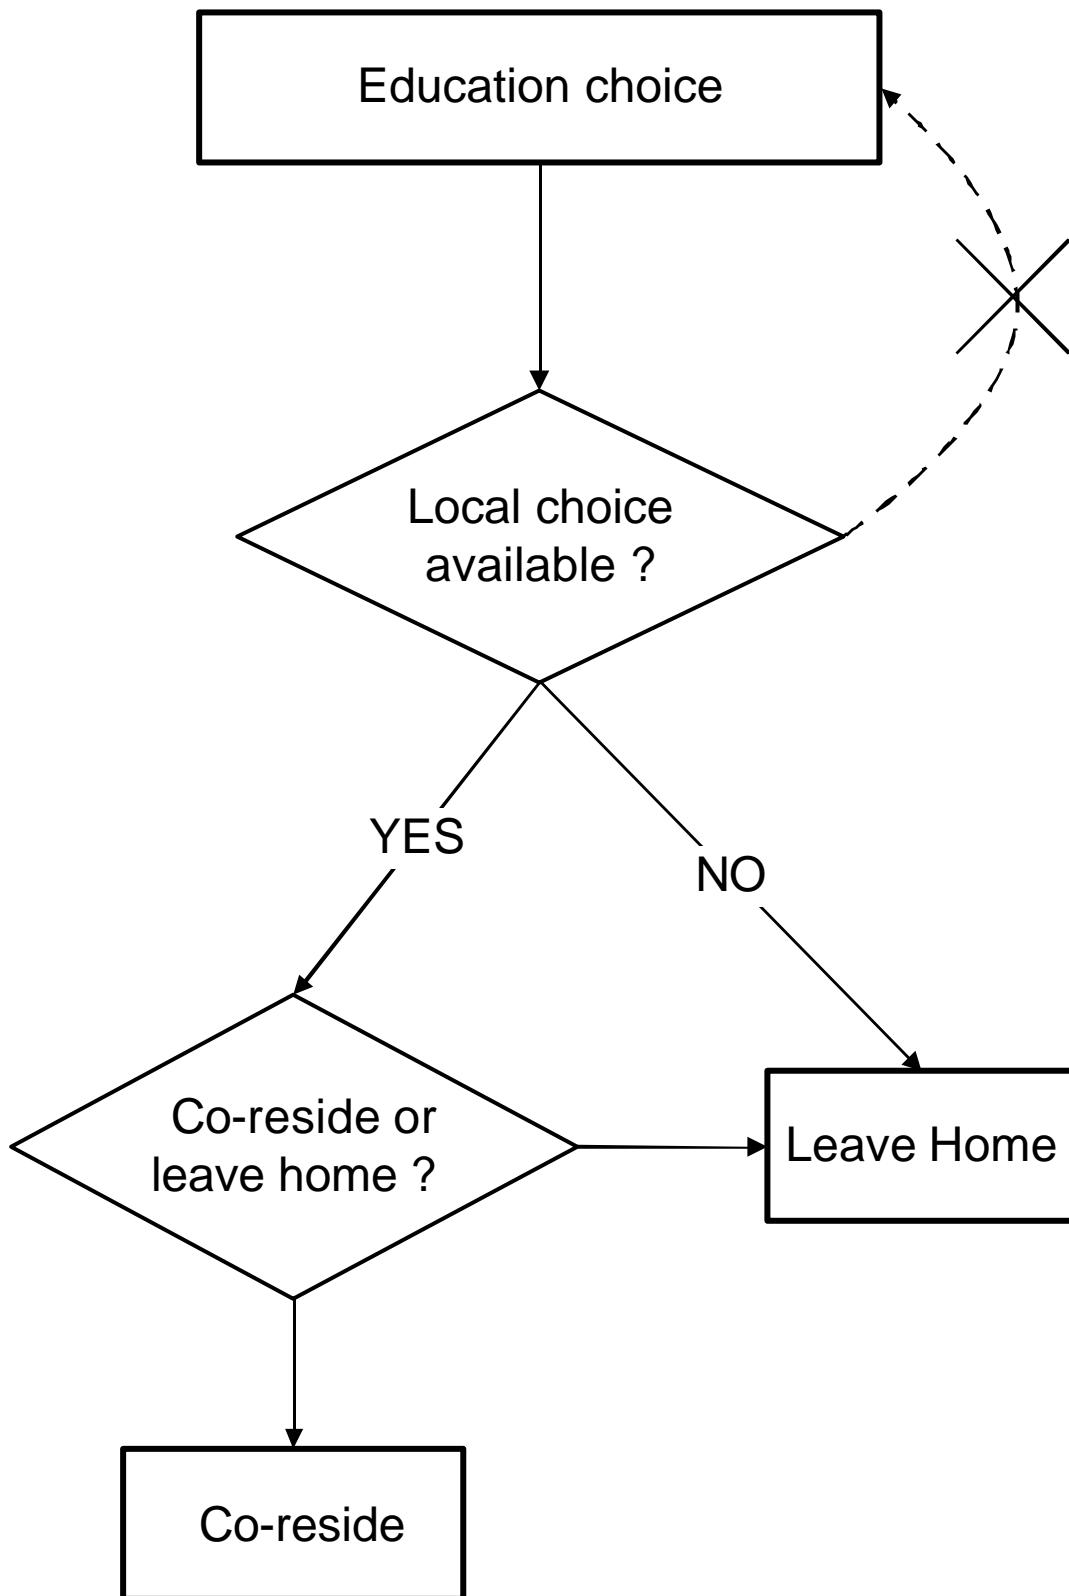 Education choice
Local choice
available ?
YES
NO
Co-reside or
leave home ?
Leave Home
Co-reside